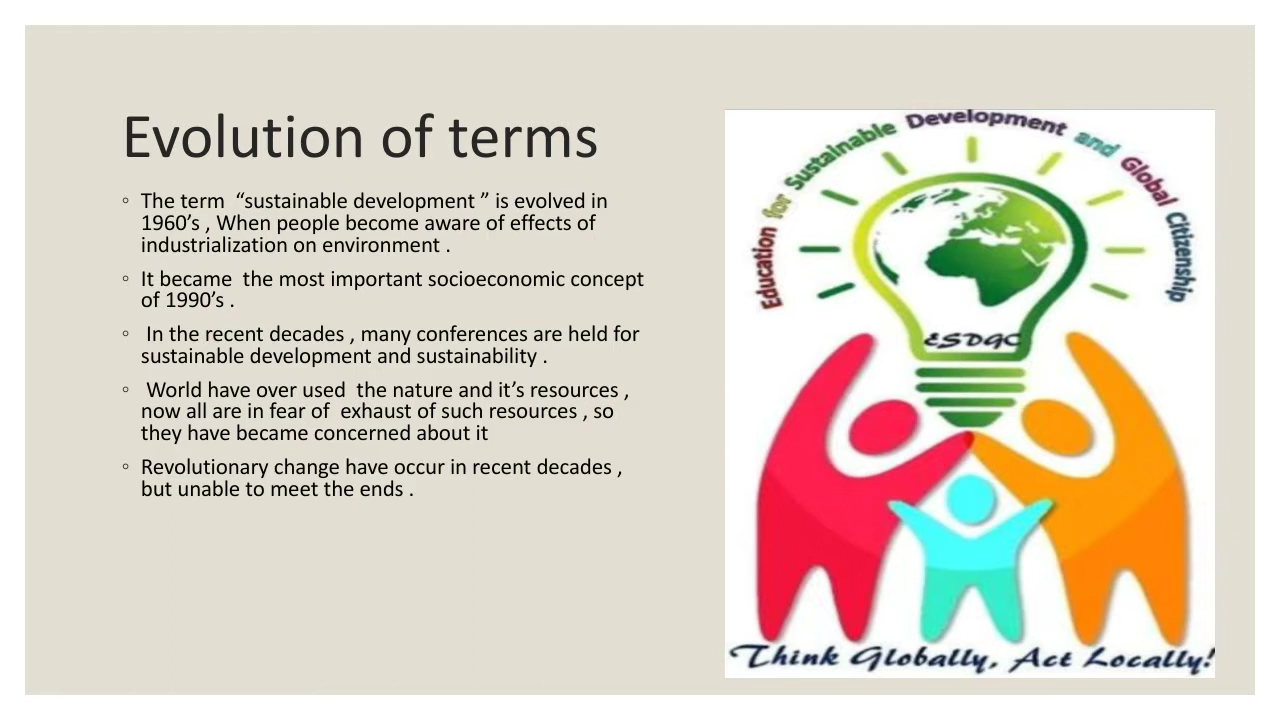 Evolution of terms
◦ The term “sustainable development ” is evolved in
1960’s , When people become aware of effects of
industrialization on environment .
◦ It became the most important socioeconomic concept
of 1990’s .
◦ In the recent decades , many conferences are held for
sustainable development and sustainability .
◦ World have over used the nature and it’s resources ,
now all are in fear of exhaust of such resources , so
they have became concerned about it
◦ Revolutionary change have occur in recent decades ,
but unable to meet the ends .
Education for Sustainable Development and Global Citizenship
ESDGC
Think Globally, Act Locally!